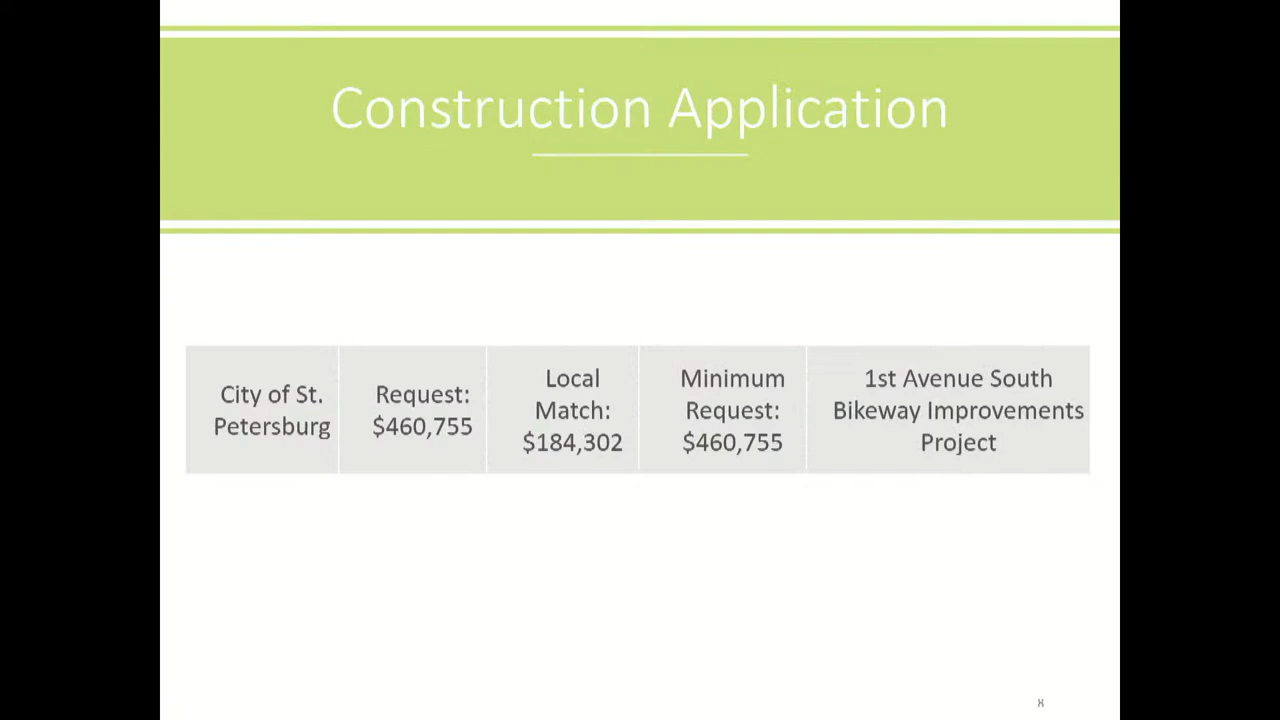 Construction Application
City of St.
Petersburg
Request:
$460,755
Local
Match:
$184,302
Minimum
Request:
$460,755
1st Avenue South
Bikeway Improvements
Project